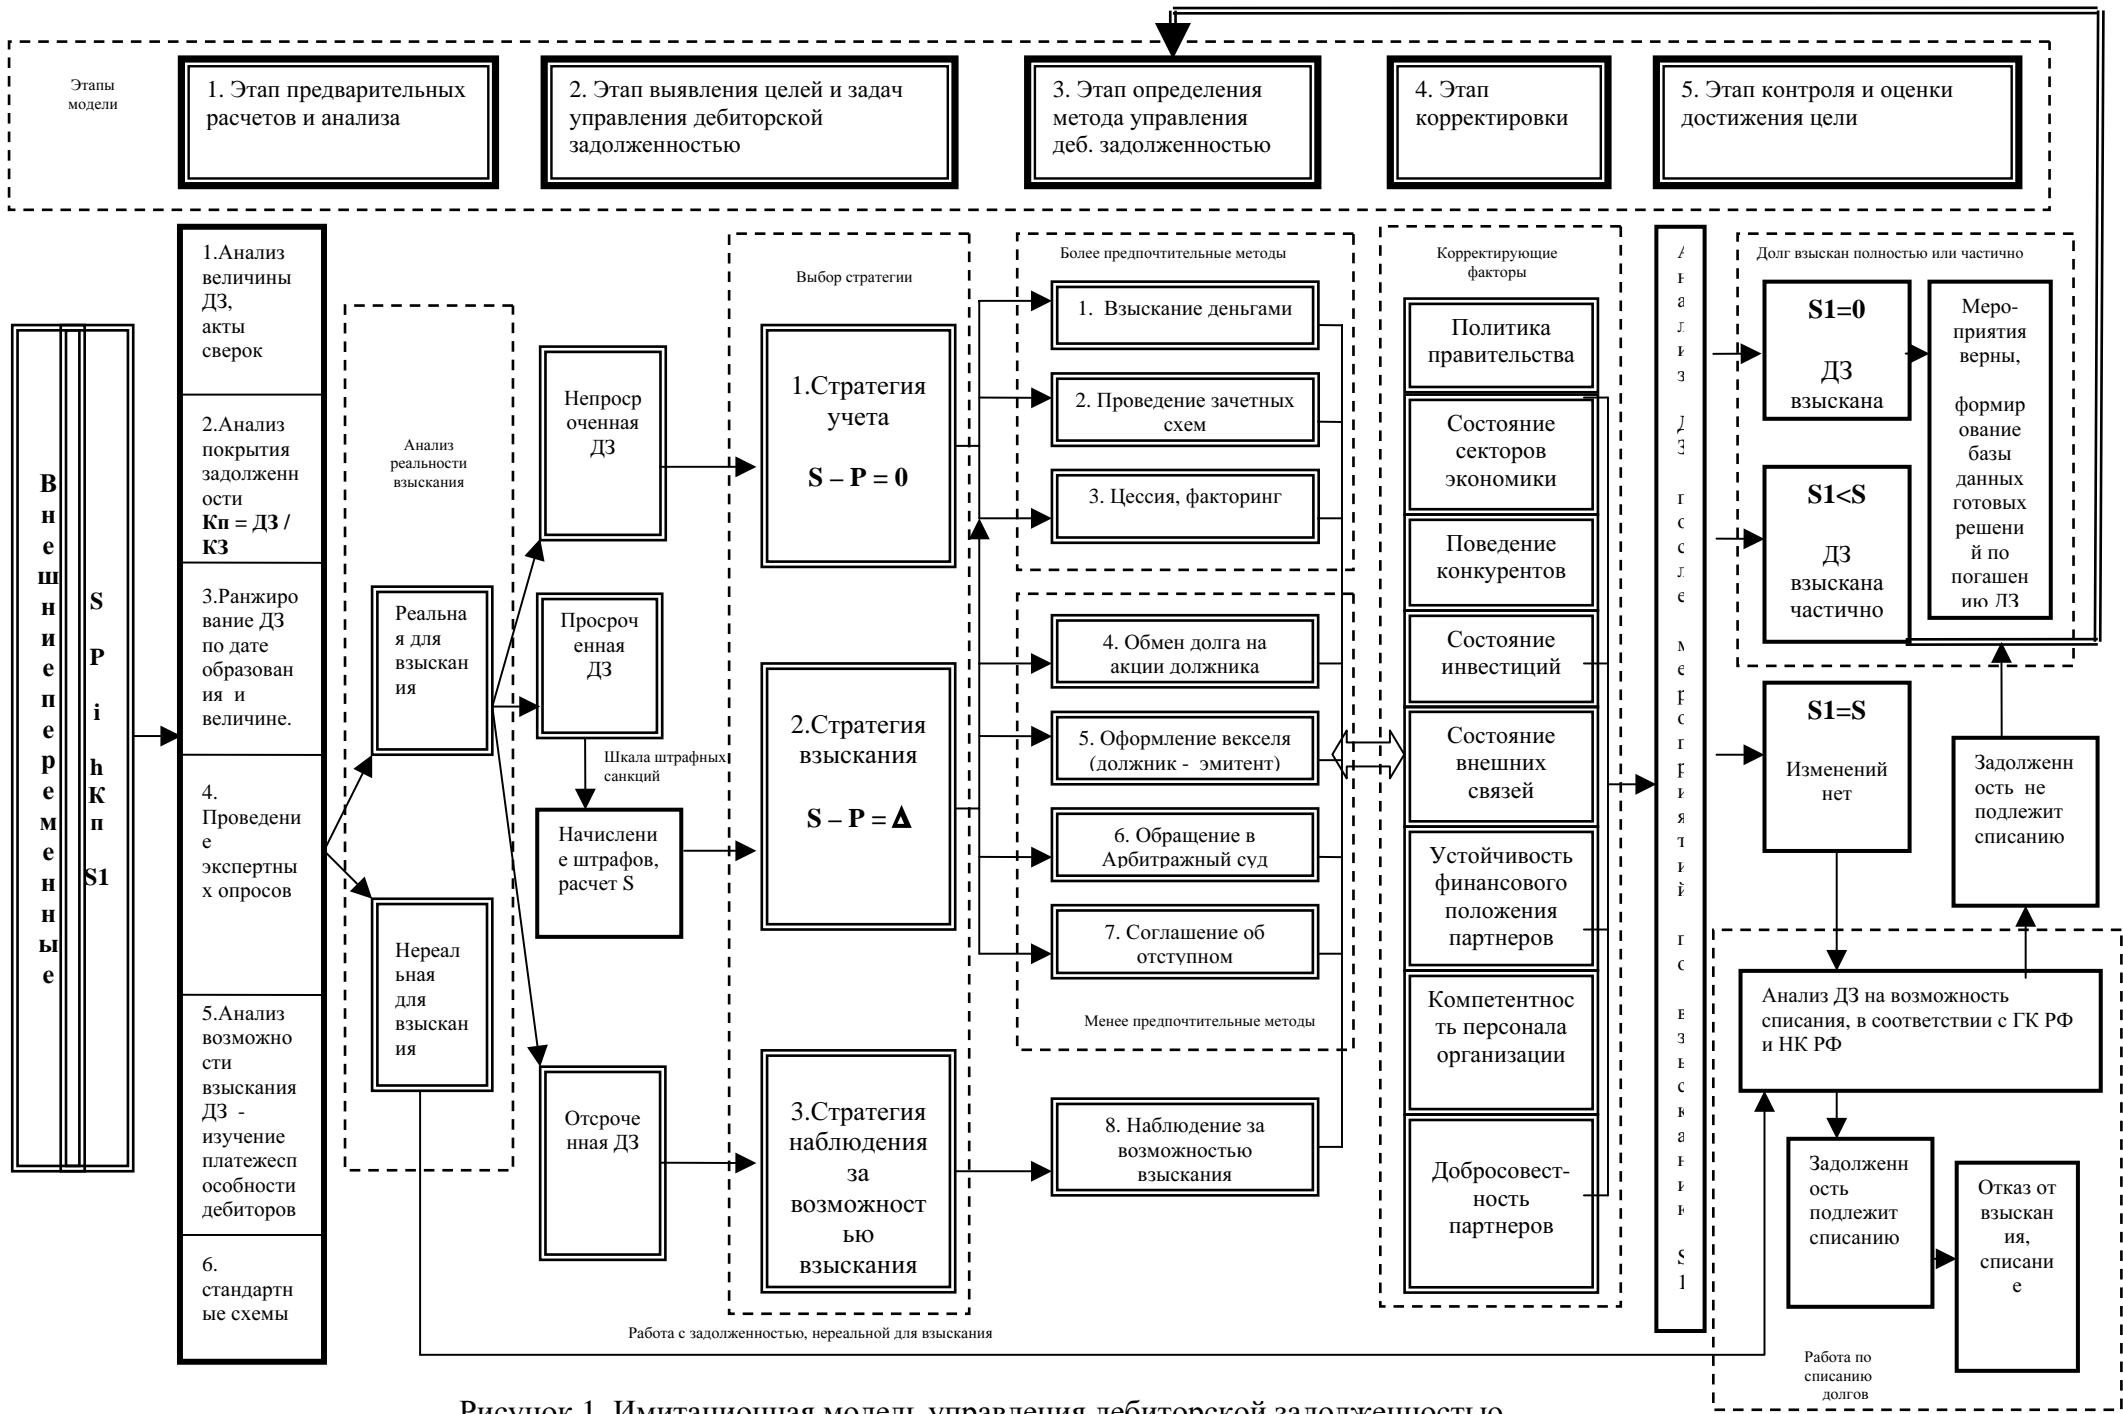 Этапы
модели
1. Этап предварительных
расчетов и анализа
2. Этап выявления целей и задач
управления дебиторской
задолженностью
3. Этап определения
метода управления
деб. задолженностью
4. Этап
корректировки
5. Этап контроля и оценки
достижения цели
В
н
е
ш
н
и
е
п
е
р
е
м
е
н
н
ы
е
S
P
i
h
К
п
S1
1.Анализ
величины
ДЗ,
акты
сверок
2.Анализ
покрытия
задолженн
ости
Кп = ДЗ /
КЗ
3.Ранжиро
вание ДЗ
по дате
образован
ия и
величине.
4.
Проведени
е
экспертны
х опросов
5.Анализ
возможно
сти
взыскания
ДЗ -
изучение
платежесп
особности
дебиторов
6.
стандартн
ые схемы
Анализ
реальности
взыскания
Реальна
я для
взыскан
ия
Нереал
ьная
для
взыскан
ия
Непроср
оченная
ДЗ
Просроч
енная
ДЗ
Шкала штрафных
санкций
Начислени
е штрафов,
расчет S
Отсроче
нная ДЗ
Выбор стратегии
1.Стратегия
учета
S – P = 0
2.Стратегия
взыскания
S – P = Δ
3.Стратегия
наблюдения
за
возможност
ью
взыскания
Более предпочтительные методы
1. Взыскание деньгами
2. Проведение зачетных
схем
3. Цессия, факторинг
4. Обмен долга на
акции должника
5. Оформление векселя
(должник - эмитент)
6. Обращение в
Арбитражный суд
7. Соглашение об
отступном
Менее предпочтительные методы
8. Наблюдение за
возможностью
взыскания
Корректирующие
факторы
Политика
правительства
Состояние
секторов
экономики
Поведение
конкурентов
Состояние
инвестиций
Состояние
внешних
связей
Устойчивость
финансового
положения
партнеров
Компетентнос
ть персонала
организации
Добросовест-
ность
партнеров
А
н
а
л
и
з
Д
З
п
о
с
л
е
м
е
р
о
п
р
и
я
т
и
й
п
о
в
з
ы
с
к
а
н
и
ю
S
1
Долг взыскан полностью или частично
S1=0
ДЗ
взыскана
S1<S
ДЗ
взыскана
частично
Меро-
приятия
верны,
формир
ование
базы
данных
готовых
решени
й по
погашен
ию ДЗ
S1=S
Изменений
нет
Задолженн
ость не
подлежит
списанию
Анализ ДЗ на возможность
списания, в соответствии с ГК РФ
и НК РФ
Задолженн
ость
подлежит
списанию
Отказ от
взыскан
ия,
списани
е
Работа по
списанию
долгов
Работа с задолженностью, нереальной для взыскания
Рисунок 1. Имитационная модель управления дебиторской задолженностью